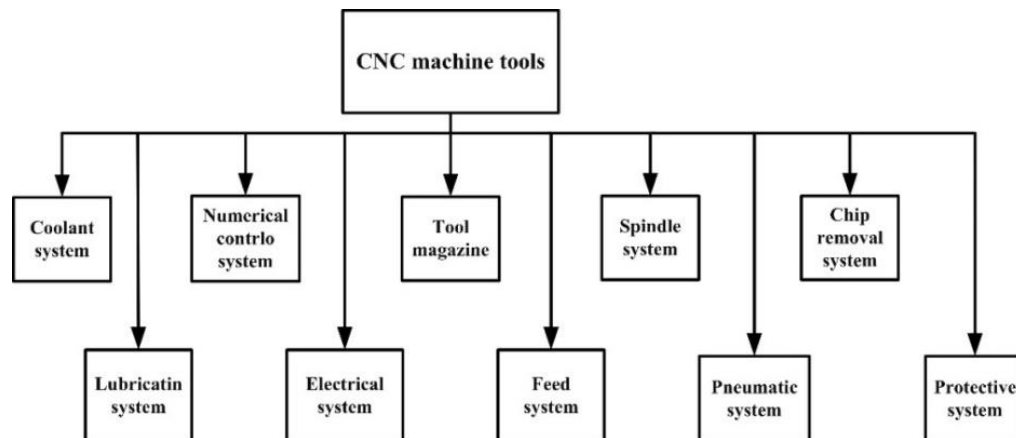 CNC machine tools
Coolant
system
Numerical
contrlo
system
Tool
magazine
Spindle
system
Chip
removal
system
Lubricatin
system
Electrical
system
Feed
system
Pneumatic
system
Protective
system